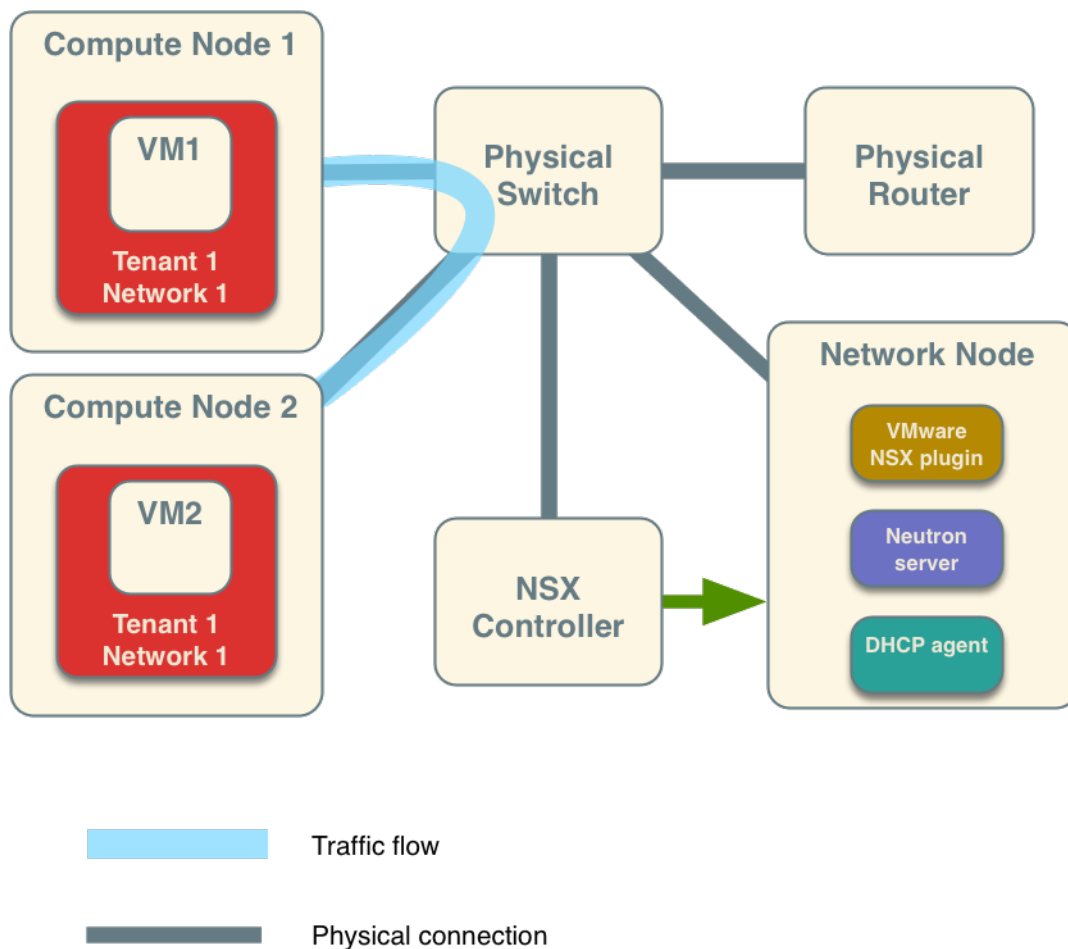 Compute Node 1
VM1
Tenant 1
Network 1
Physical
Switch
Physical
Router
Compute Node 2
VM2
Tenant 1
Network 1
NSX
Controller
Network Node
VMware
NSX plugin
Neutron
server
DHCP agent
Traffic flow
Physical connection